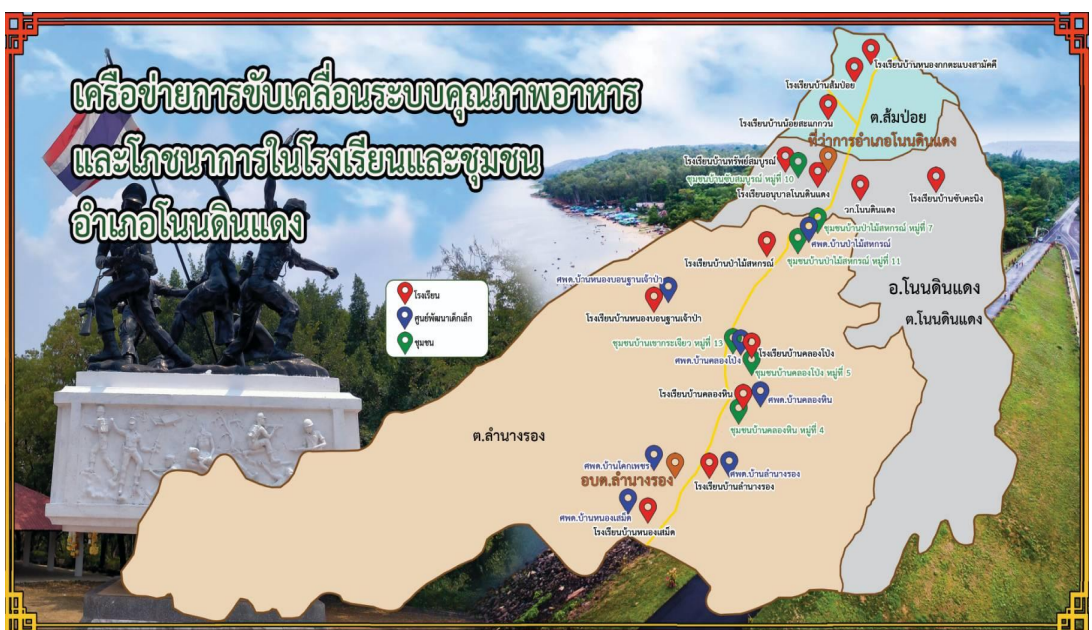 เครือข่ายการขับเคลื่อนระบบคุณภาพอาหาร
และโภชนาการในโรงเรียนและชุมชน
อำเภอโนนดินแดง
โรงเรียน
ศูนย์พัฒนาเด็กเล็ก
ชุมชน
โรงเรียนบ้านหนองกกตะแบงสามัคคี
โรงเรียนบ้านส้มป่อย
ต.ส้มป่อย
โรงเรียนบ้านน้อยสะแกกวน
ที่ว่าการอำเภอโนนดินแดง
โรงเรียนบ้านทรัพย์สมบูรณ์
ชุมชนบ้านซับสมบูรณ์ หมู่ที่ 10
โรงเรียนอนุบาลโนนดินแดง
วก.โนนดินแดง
โรงเรียนบ้านซับคะนิง
ชุมชนบ้านป่าไม้สหกรณ์ หมู่ที่ 7
ศพด.บ้านป่าไม้สหกรณ์
ชุมชนบ้านป่าไม้สหกรณ์ หมู่ที่ 11
โรงเรียนบ้านป่าไม้สหกรณ์
ศพด.บ้านหนองบอนฐานเจ้าป่า
โรงเรียนบ้านหนองบอนฐานเจ้าป่า
อ.โนนดินแดง
ต.โนนดินแดง
ชุมชนบ้านเขากระเจียว หมู่ที่ 13
ศพด.บ้านคลองโป่ง
โรงเรียนบ้านคลองโป่ง
ชุมชนบ้านคลองโป่ง หมู่ที่ 5
โรงเรียนบ้านคลองหิน
ศพด.บ้านคลองหิน
ชุมชนบ้านคลองหิน หมู่ที่ 4
ต.ลำนางรอง
ศพด.บ้านโคกเพชร
อบต.ลำนางรอง
ศพด.บ้านลำนางรอง
โรงเรียนบ้านลำนางรอง
ศพด.บ้านหนองเสม็ด
โรงเรียนบ้านหนองเสม็ด